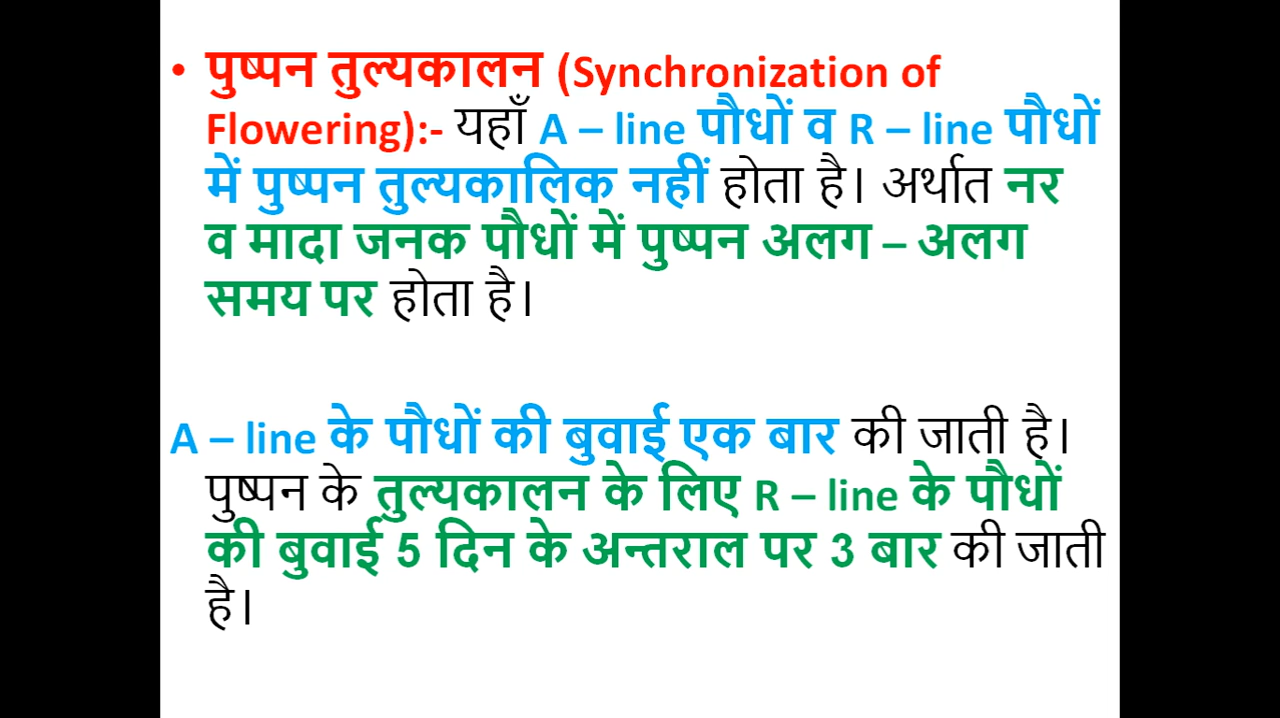 • पुष्पन तुल्यकालन (Synchronization of
Flowering):- यहाँ A – line पौधों व R – line पौधों
में पुष्पन तुल्यकालिक नहीं होता है। अर्थात नर
व मादा जनक पौधों में पुष्पन अलग – अलग
समय पर होता है।
A – line के पौधों की बुवाई एक बार की जाती है।
पुष्पन के तुल्यकालन के लिए R – line के पौधों
की बुवाई 5 दिन के अन्तराल पर 3 बार की जाती
है।